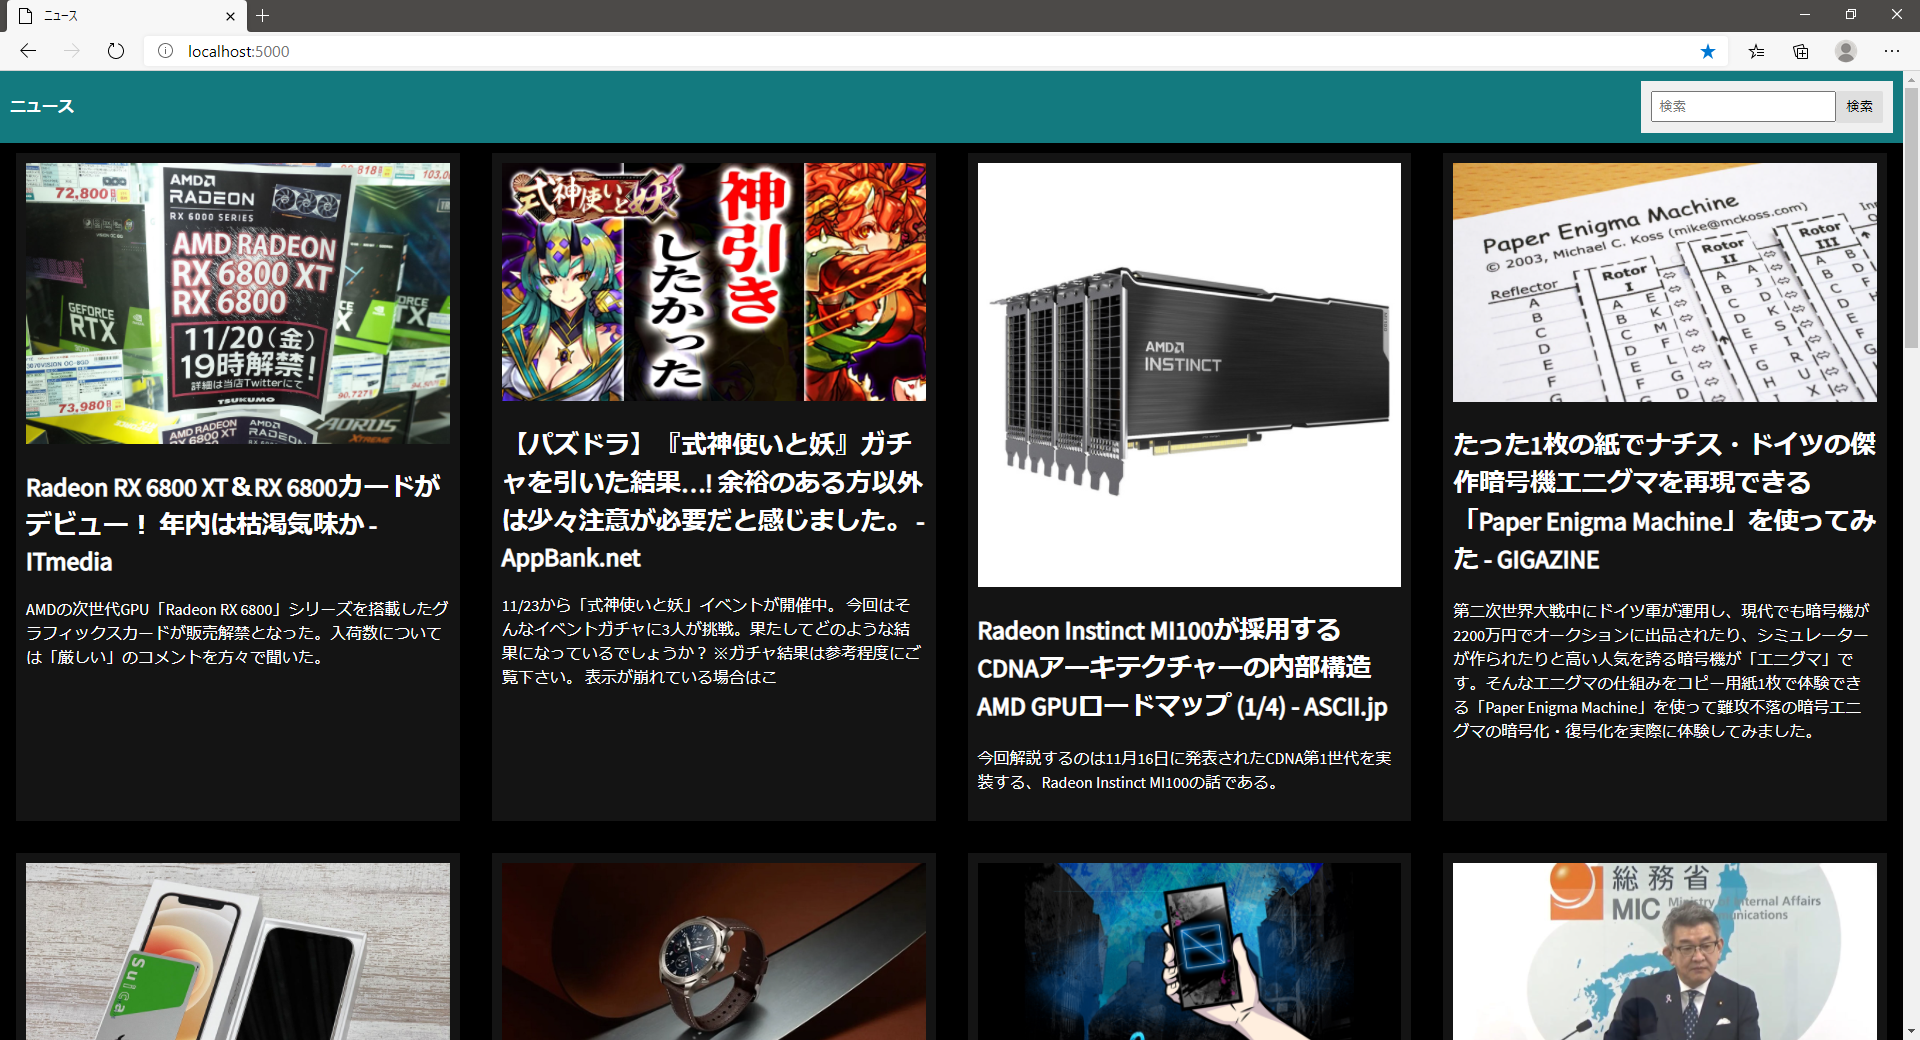 ニュース
localhost:5000
ニュース
検索
検索
818
103,0
72,800
AMD
RADEON
RX 6000 SERIES
AMD RADEON
RX 6800 XT
RX 6800
11/20(金)
19時解禁!
詳細は当店Twitterにて
TSUKUMO
GEFORCE
RTX
73,980
90,727
AMD RADEON
RX 6800 XT
AMD
RADEON
AORUS
XTREME
Radeon RX 6800 XT＆RX 6800カードが
デビュー！ 年内は枯渇気味か -
ITmedia
AMDの次世代GPU「Radeon RX 6800」シリーズを搭載したグ
ラフィックスカードが販売解禁となった。入荷数について
は「厳しい」のコメントを方々で聞いた。
式神使いと妖
神引き
したかった
【パズドラ】『式神使いと妖』ガチ
ャを引いた結果…! 余裕のある方以外
は少々注意が必要だと感じました。 -
AppBank.net
11/23から「式神使いと妖」イベントが開催中。 今回はそ
んなイベントガチャに3人が挑戦。果たしてどのような結
果になっているでしょうか？ ※ガチャ結果は参考程度にご
覧下さい。 表示が崩れている場合はこ
AMD
INSTINCT
Radeon Instinct MI100が採用する
CDNAアーキテクチャーの内部構造
AMD GPUロードマップ (1/4) - ASCII.jp
今回解説するのは11月16日に発表されたCDNA第1世代を実
装する、Radeon Instinct MI100の話である。
Paper Enigma Machine
© 2003, Michael C. Koss (mike@mckoss.com)
Reflector
Rotor
I
Rotor
II
Rotor
III
たった1枚の紙でナチス・ドイツの傑
作暗号機エニグマを再現できる
「Paper Enigma Machine」を使ってみ
た - GIGAZINE
第二次世界大戦中にドイツ軍が運用し、現代でも暗号機が
2200万円でオークションに出品されたり、シミュレーター
が作られたりと高い人気を誇る暗号機が「エニグマ」で
す。そんなエニグマの仕組みをコピー用紙1枚で体験でき
る「Paper Enigma Machine」を使って難攻不落の暗号エニ
グマの暗号化・復号化を実際に体験してみました。
Suica
総務省
MIC